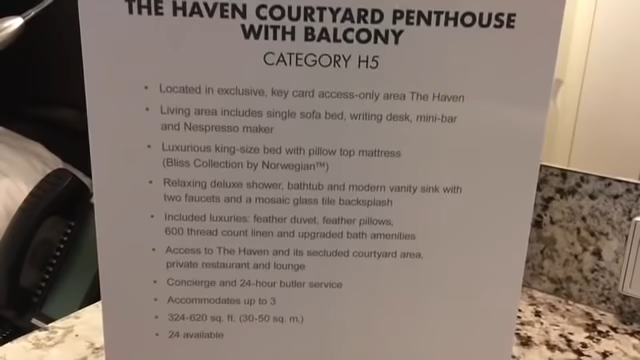 THE HAVEN COURTYARD PENTHOUSE
WITH BALCONY
CATEGORY H5
• Located in exclusive, key card access-only area The Haven
• Living area includes single sofa bed, writing desk, mini-bar
and Nespresso maker
• Luxurious king-size bed with pillow top mattress
(Bliss Collection by Norwegian™)
• Relaxing deluxe shower, bathtub and modern vanity sink with
two faucets and a mosaic glass tile backsplash
• Included luxuries: feather duvet, feather pillows,
600 thread count linen and upgraded bath amenities
• Access to The Haven and its secluded courtyard area,
private restaurant and lounge
• Concierge and 24-hour butler service
• Accommodates up to 3
• 324-620 sq. ft. (30-50 sq. m.)
• 24 available